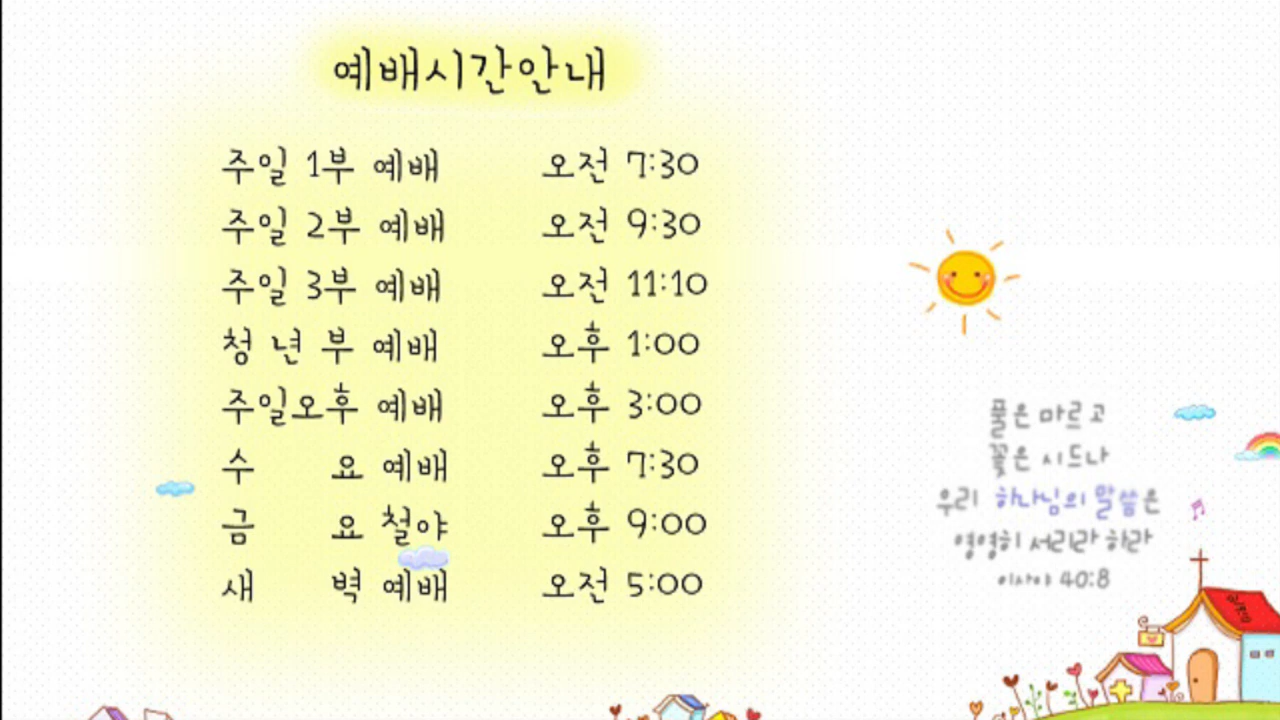 예배시간안내
주일 1부 예배 오전 7:30
주일 2부 예배 오전 9:30
주일 3부 예배 오전 11:10
청 년 부 예배 오후 1:00
주일오후 예배 오후 3:00
수 요 예배 오후 7:30
금 요 철야 오후 9:00
새 벽 예배 오전 5:00
풀은 마르고
꽃은 시드나
우리 하나님의 말씀은
영영히 서리라 하라
이사야 40:8